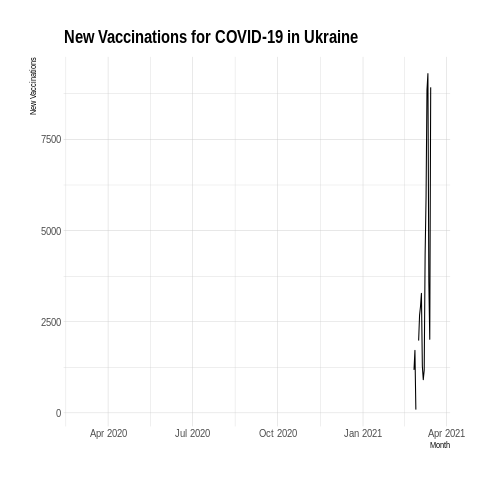 New Vaccinations for COVID-19 in Ukraine
New Vaccinations
7500
5000
2500
0
Apr 2020
Jul 2020
Oct 2020
Jan 2021
Apr 2021
Month